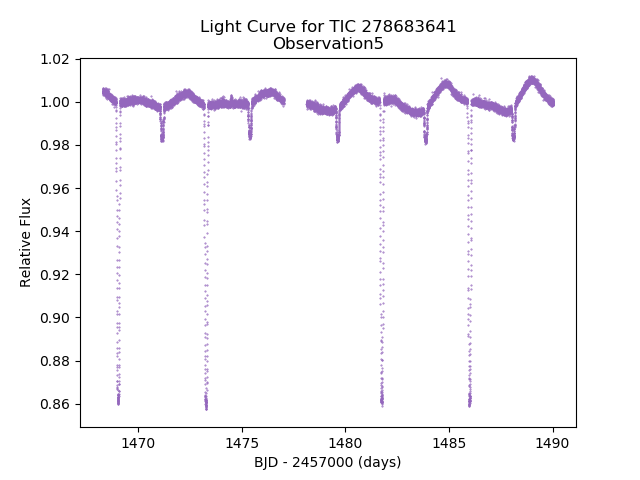 Light Curve for TIC 278683641
Observation5
1.02
1.00
0.98
0.96
0.94
0.92
0.90
0.88
0.86
Relative Flux
1470 1475 1480 1485 1490
BJD - 2457000 (days)